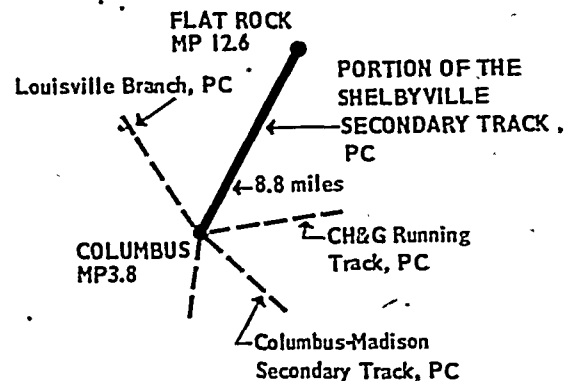 FLAT ROCK
MP 12.6
Louisville Branch, PC
PORTION OF THE
SHELBYVILLE
SECONDARY TRACK,
PC
8.8 miles
CH&G Running
Track, PC
COLUMBUS
MP3.8
Columbus-Madison
Secondary Track, PC